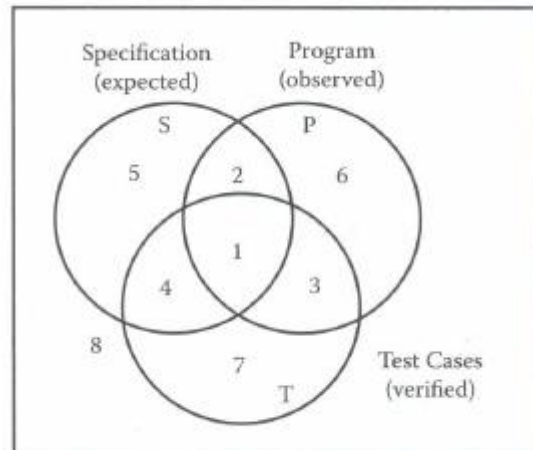 Specification
(expected)
Program
(observed)
S
P
5
2
6
1
4
3
8
7
T
Test Cases
(verified)